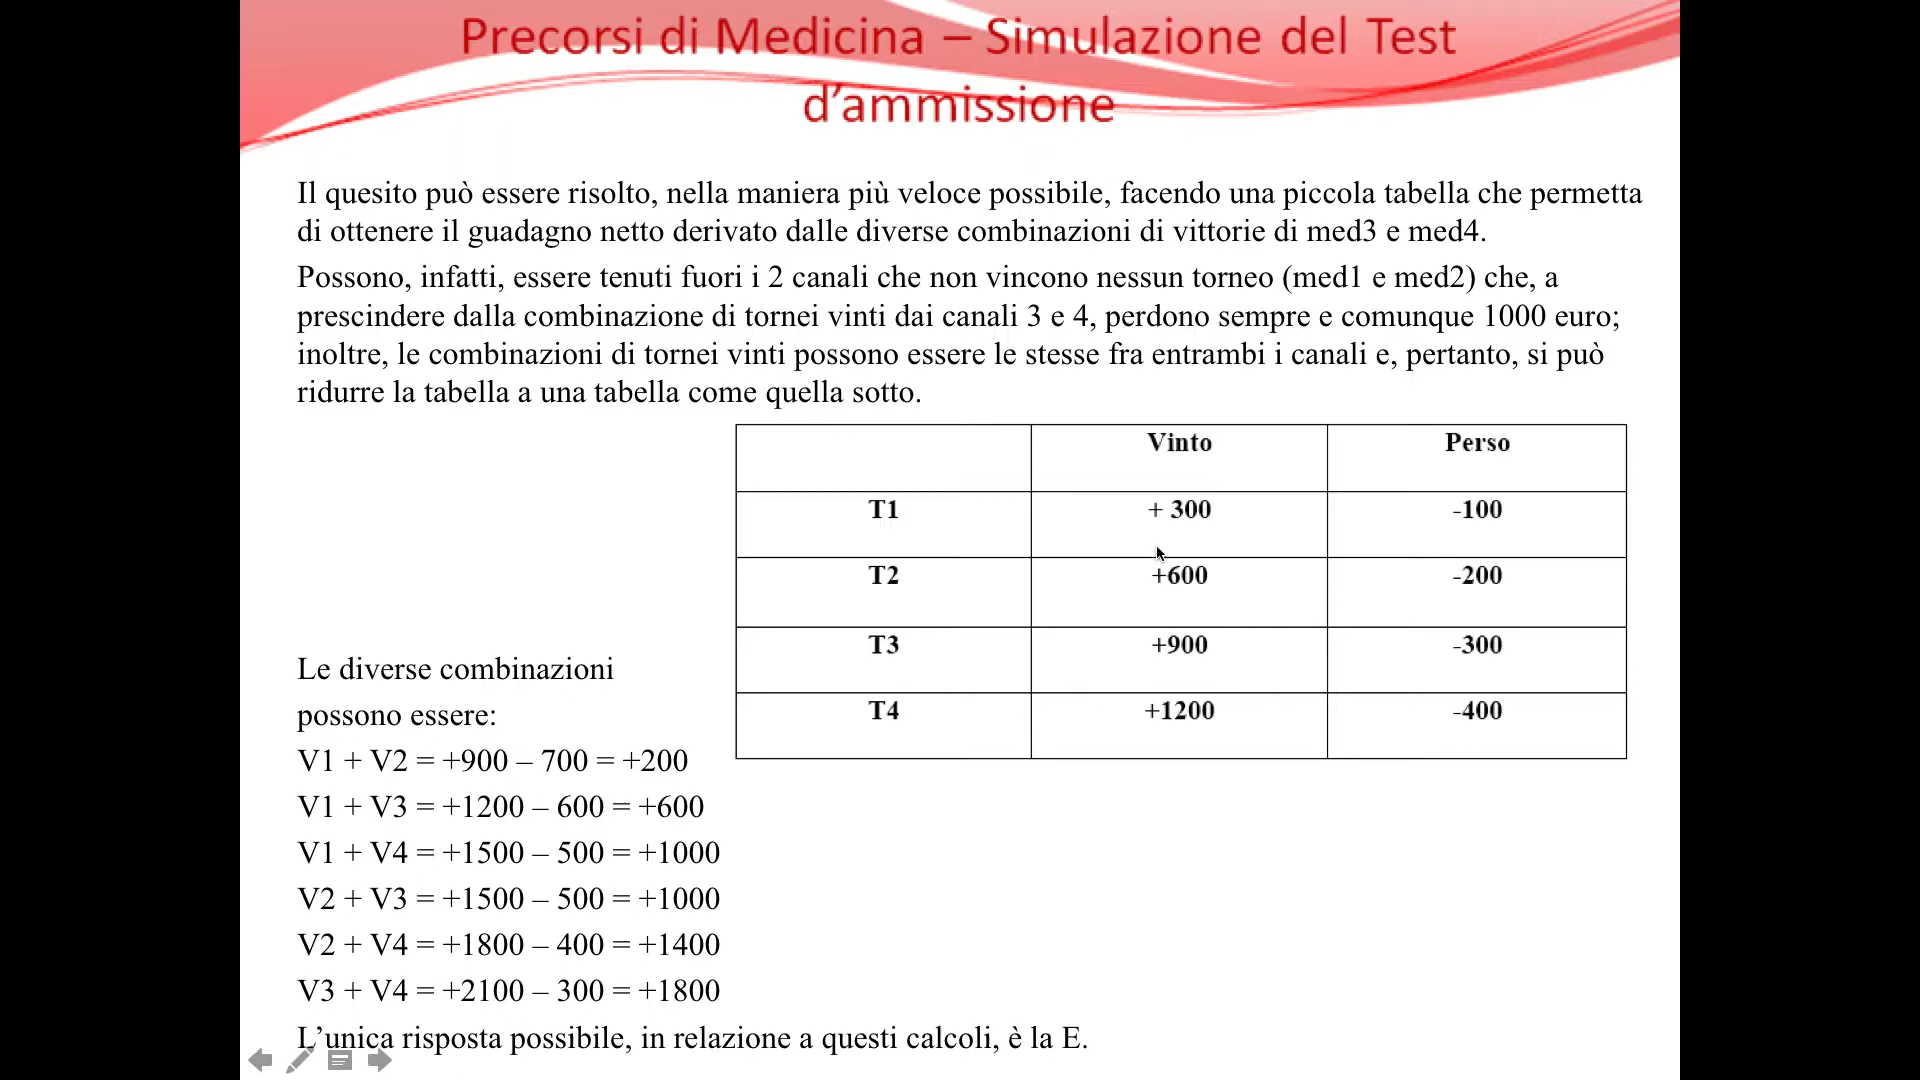 Precorsi di Medicina – Simulazione del Test
d’ammissione
Il quesito può essere risolto, nella maniera più veloce possibile, facendo una piccola tabella che permetta
di ottenere il guadagno netto derivato dalle diverse combinazioni di vittorie di med3 e med4.
Possono, infatti, essere tenuti fuori i 2 canali che non vincono nessun torneo (med1 e med2) che, a
prescindere dalla combinazione di tornei vinti dai canali 3 e 4, perdono sempre e comunque 1000 euro;
inoltre, le combinazioni di tornei vinti possono essere le stesse fra entrambi i canali e, pertanto, si può
ridurre la tabella a una tabella come quella sotto.
Vinto Perso
T1 + 300 -100
T2 +600 -200
T3 +900 -300
T4 +1200 -400
Le diverse combinazioni
possono essere:
V1 + V2 = +900 – 700 = +200
V1 + V3 = +1200 – 600 = +600
V1 + V4 = +1500 – 500 = +1000
V2 + V3 = +1500 – 500 = +1000
V2 + V4 = +1800 – 400 = +1400
V3 + V4 = +2100 – 300 = +1800
L’unica risposta possibile, in relazione a questi calcoli, è la E.